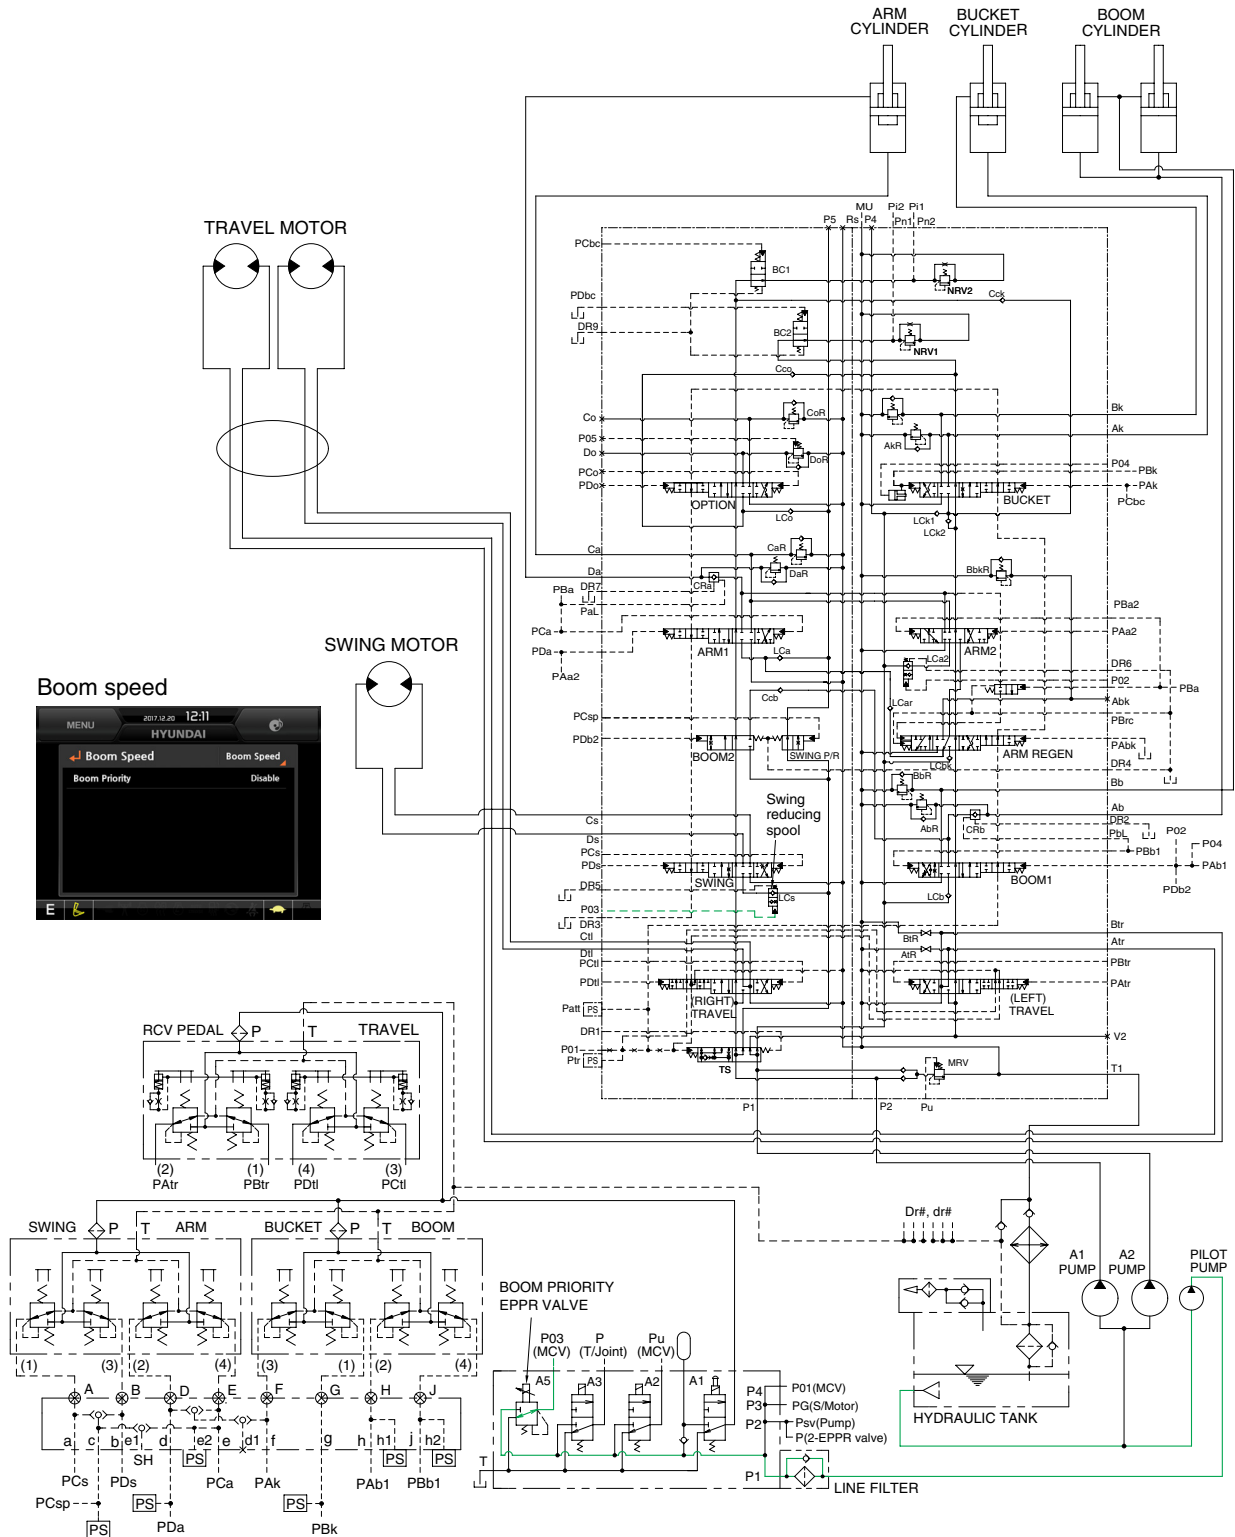 ARM
CYLINDER
BUCKET
CYLINDER
BOOM
CYLINDER
TRAVEL MOTOR
MU
Pi2 Pi1
P5 Rs P4
Pn1 Pn2
PCbc
BC1
NRV2
Cck
PDbc
DR9
BC2
NRV1
Cco
Co
CoR
Bk
P05
Do
DoR
AkR
Ak
PCo
P04
PBk
PDo
PAk
OPTION
BUCKET
PCbc
LCo
LCk1
LCk2
Ca
CaR
Da
DaR
BbkR
CRa
DR7
PBa
PaL
PBa2
PCa
PAa2
PDa
ARM1
ARM2
LCa
LCa2
DR6
PAa2
P02
PBa
Ccb
LCar
Abk
SWING MOTOR
PCsp
PBrc
PDb2
PAbk
BOOM2
SWING P/R
ARM REGEN
LCbk
DR4
Boom speed
MENU
2017.12.20 12:11
HYUNDAI
Boom Speed
Boom Speed
Boom Priority
Disable
E
BbR
Bb
Swing
reducing
spool
AbR
Ab
Cs
CRb
DR2
Ds
PbL
P02
PCs
PBb1
P04
PDs
PAb1
SWING
BOOM1
PDb2
DR5
LCs
LCb
P03
DR3
Btr
Ctl
BtR
Atr
Dtl
AtR
PCtl
PBtr
PDtl
PAtr
(RIGHT)
TRAVEL
(LEFT)
TRAVEL
Patt PS
DR1
P01
V2
Ptr PS
TS
MRV
T1
P1
P2
Pu
RCV PEDAL
P
T
TRAVEL
(2)
PAtr
(1)
PBtr
(4)
PDtl
(3)
PCtl
SWING
P
T
ARM
BUCKET
P
T
BOOM
Dr#, dr#
A1
PUMP
A2
PUMP
PILOT
PUMP
BOOM PRIORITY
EPPR VALVE
P03
(MCV)
P
(T/Joint)
Pu
(MCV)
(1)
(3)
(2)
(4)
(3)
(1)
(2)
(4)
A5
A3
A2
A1
P4
P01(MCV)
P3
PG(S/Motor)
P2
Psv(Pump)
P(2-EPPR valve)
HYDRAULIC TANK
A
B
D
E
F
G
H
J
a
c
b
e1
d
e2
e
d1
f
g
h
h1
j
h2
SH
PS
PS
PS
T
P1
LINE FILTER
PCs
PDs
PCa
PAk
PAb1
PBb1
PCsp
PS
PS
PS
PDa
PBk